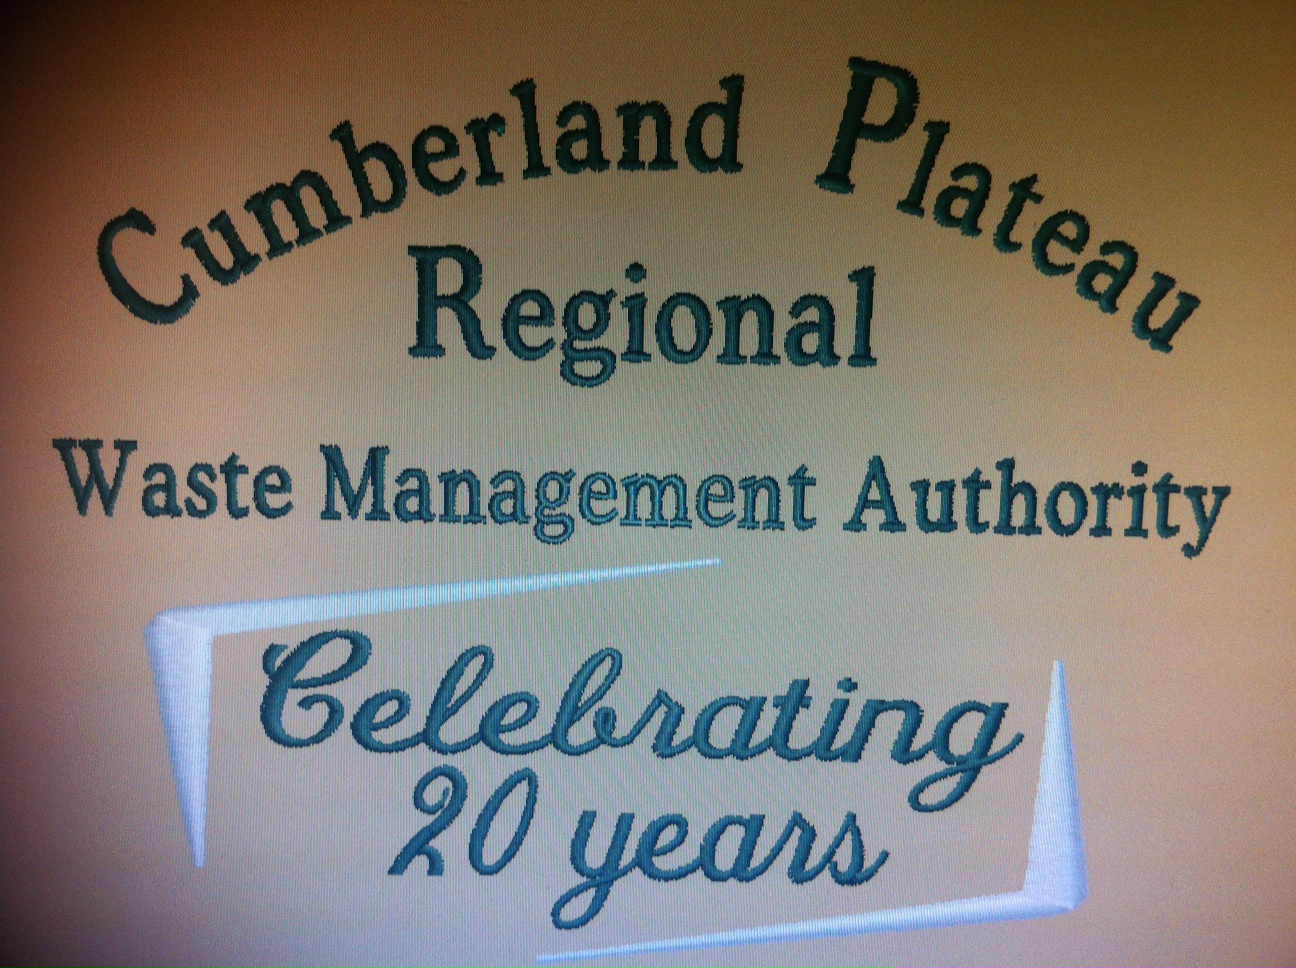 Cumberland Plateau
Regional
Waste Management Authority
Celebrating
20 years